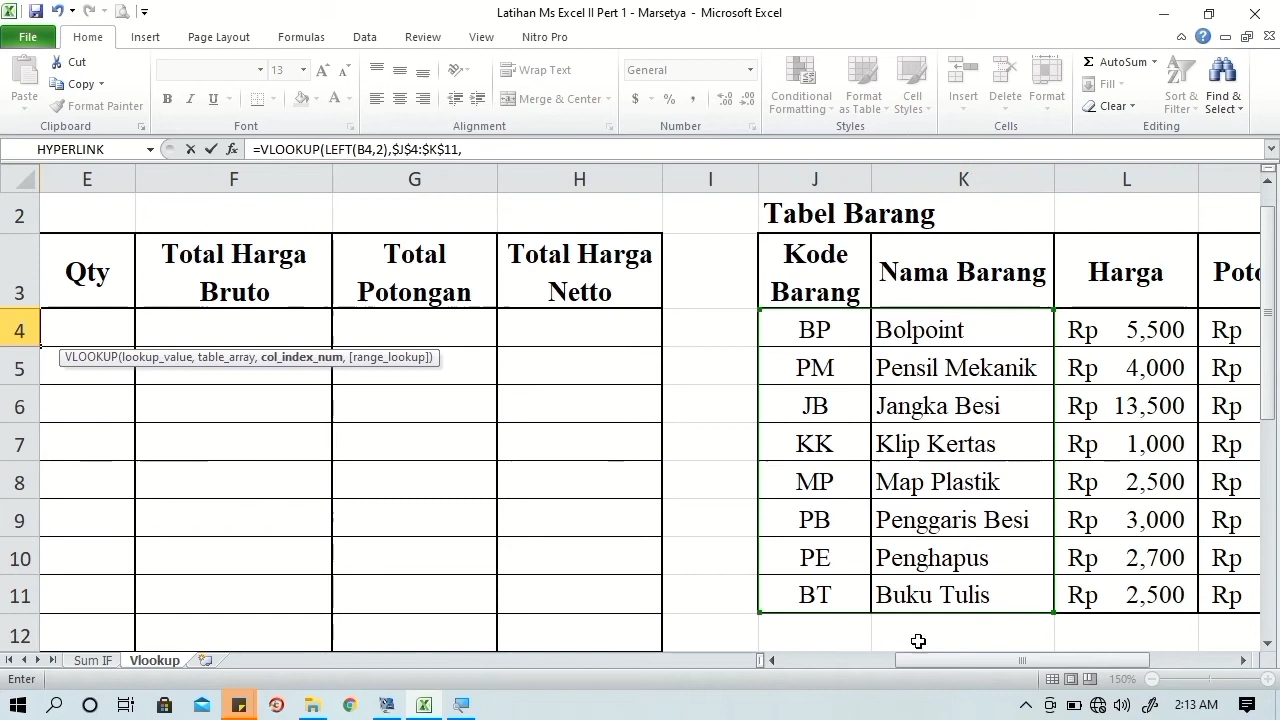 Latihan Ms Excel II Pert 1 - Marsetya - Microsoft Excel
File Home Insert Page Layout Formulas Data Review View Nitro Pro
Cut
Copy
Format Painter
Paste
Clipboard
13
Font
Wrap Text
Merge & Center
Alignment
General
Number
Conditional Formatting
Format as Table
Cell Styles
Styles
Insert Delete Format
Cells
AutoSum
Fill
Clear
Sort & Filter
Find & Select
Editing
HYPERLINK =VLOOKUP(LEFT(B4,2),$J$4:$K$11,
E F G H I J K L
2 Tabel Barang
3 Qty Total Harga Bruto Total Potongan Total Harga Netto Kode Barang Nama Barang Harga Poto
4 BP Bolpoint Rp 5,500 Rp
VLOOKUP(lookup_value, table_array, col_index_num, [range_lookup])
5 PM Pensil Mekanik Rp 4,000 Rp
6 JB Jangka Besi Rp 13,500 Rp
7 KK Klip Kertas Rp 1,000 Rp
8 MP Map Plastik Rp 2,500 Rp
9 PB Penggaris Besi Rp 3,000 Rp
10 PE Penghapus Rp 2,700 Rp
11 BT Buku Tulis Rp 2,500 Rp
12
Sum IF Vlookup
Enter 150%
2:13 AM